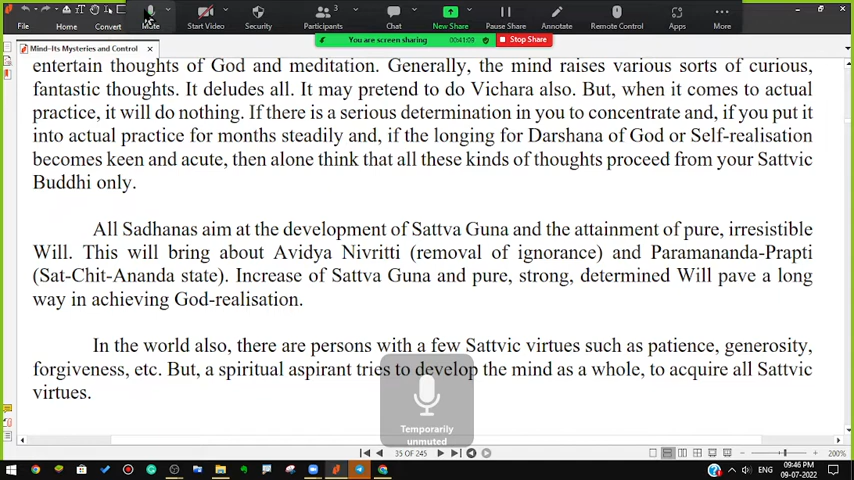 File
Home
Convert
Mute
Start Video
Security
Participants
3
Chat
New Share
Pause Share
Annotate
Remote Control
Apps
More
You are screen sharing
00:41:09
Stop Share
Mind–Its Mysteries and Control
entertain thoughts of God and meditation. Generally, the mind raises various sorts of curious,
fantastic thoughts. It deludes all. It may pretend to do Vichara also. But, when it comes to actual
practice, it will do nothing. If there is a serious determination in you to concentrate and, if you put it
into actual practice for months steadily and, if the longing for Darshana of God or Self-realisation
becomes keen and acute, then alone think that all these kinds of thoughts proceed from your Sattvic
Buddhi only.
All Sadhanas aim at the development of Sattva Guna and the attainment of pure, irresistible
Will. This will bring about Avidya Nivritti (removal of ignorance) and Paramananda-Prapti
(Sat-Chit-Ananda state). Increase of Sattva Guna and pure, strong, determined Will pave a long
way in achieving God-realisation.
In the world also, there are persons with a few Sattvic virtues such as patience, generosity,
forgiveness, etc. But, a spiritual aspirant tries to develop the mind as a whole, to acquire all Sattvic
virtues.
Temporarily
unmuted
35 OF 245
200%
ENG
09:46 PM
09-07-2022